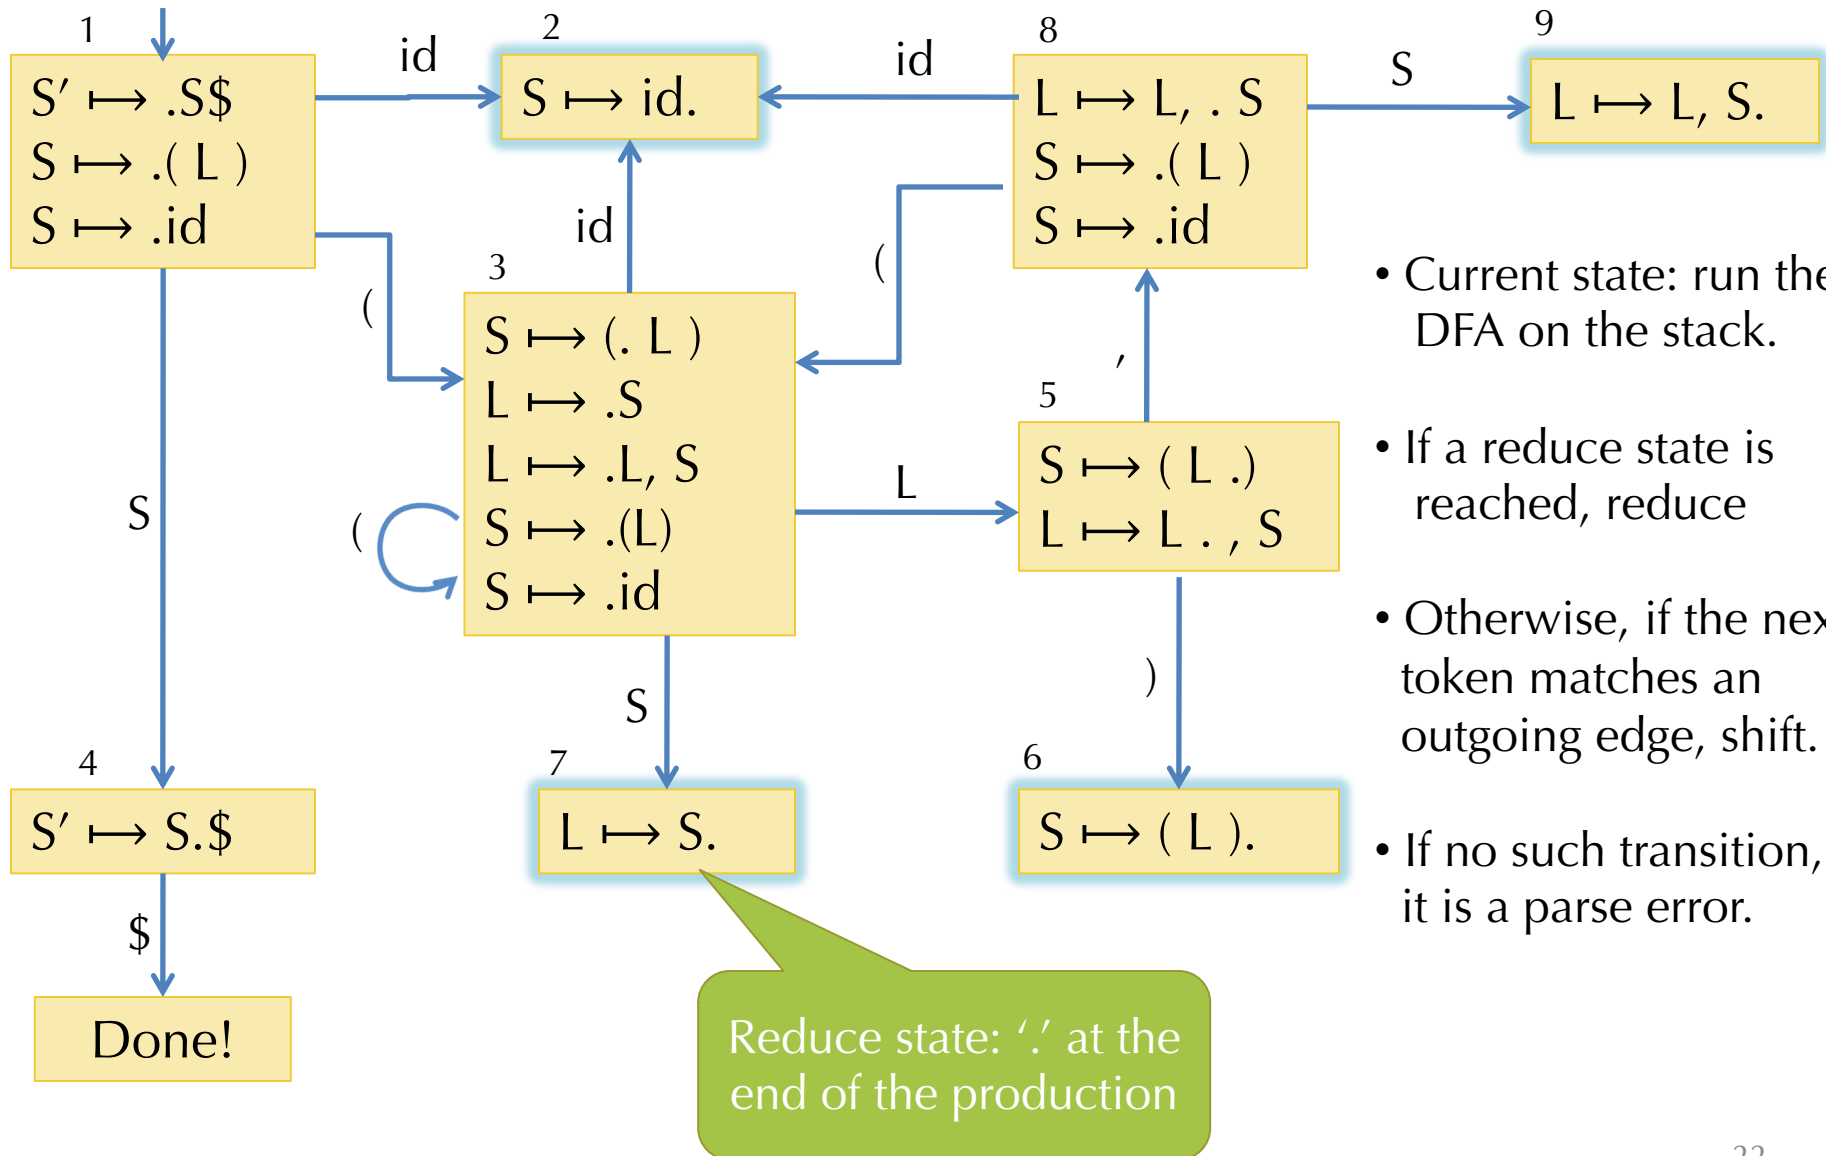 1
S′ ⟼ .S$
S ⟼ .( L )
S ⟼ .id
id
2
S ⟼ id.
id
8
L ⟼ L, . S
S ⟼ .( L )
S ⟼ .id
S
9
L ⟼ L, S.
(
id
(
3
S ⟼ (. L )
L ⟼ .S
L ⟼ .L, S
S ⟼ .(L)
S ⟼ .id
(
S
L
,
5
S ⟼ ( L .)
L ⟼ L . , S
)
S
4
S′ ⟼ S.$
7
L ⟼ S.
6
S ⟼ ( L ).
$
Done!
Reduce state: ‘.’ at the
end of the production
• Current state: run the
DFA on the stack.
• If a reduce state is
reached, reduce
• Otherwise, if the nex
token matches an
outgoing edge, shift.
• If no such transition,
it is a parse error.